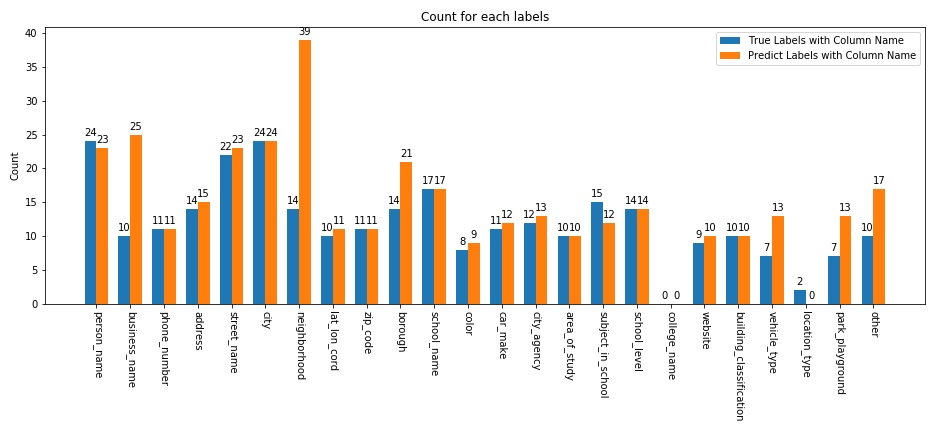 Count for each labels
True Labels with Column Name
Predict Labels with Column Name
Count
40
35
30
25
20
15
10
5
0
24 23
10 25
11 11
14 15
22 23
24 24
14 39
10 11
11 11
14 21
17 17
8 9
11 12
12 13
10 10
15 12
14 14
0 0
9 10
10 10
7 13
2 0
7 13
10 17
person_name
business_name
phone_number
address
street_name
city
neighborhood
lat_lon_cord
zip_code
borough
school_name
color
car_make
city_agency
area_of_study
subject_in_school
school_level
college_name
website
building_classification
vehicle_type
location_type
park_playground
other